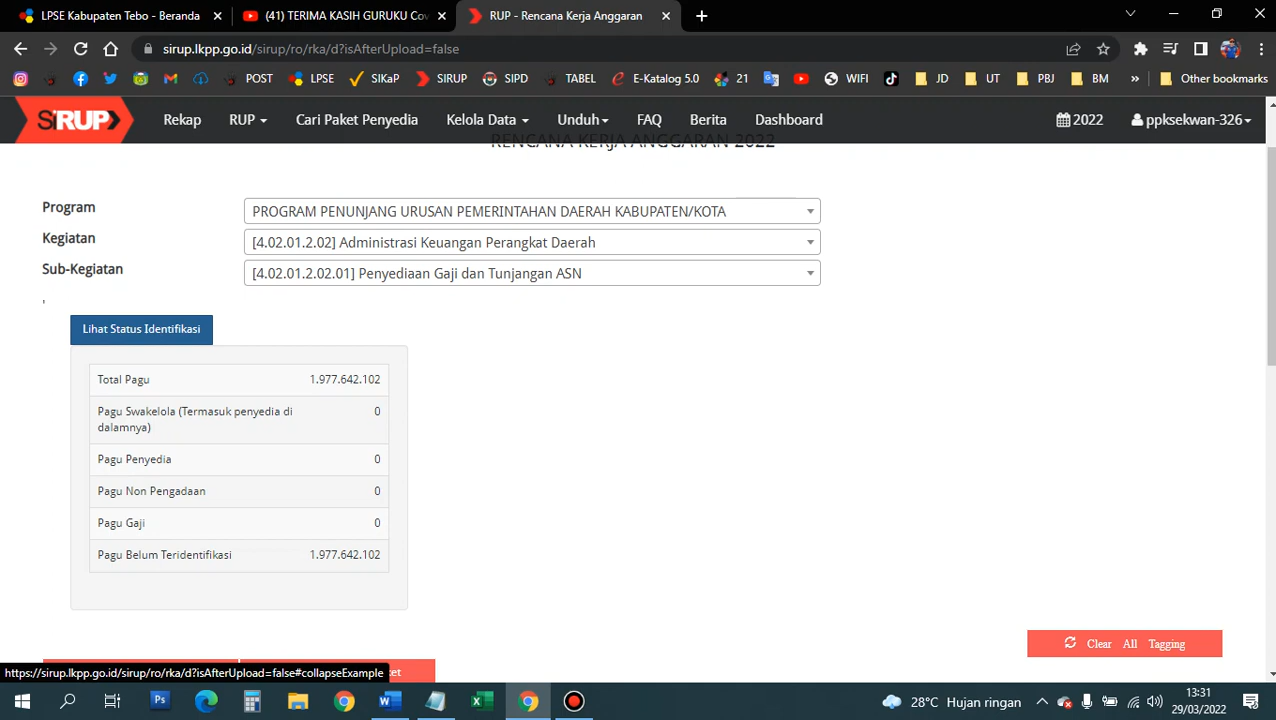 LPSE Kabupaten Tebo - Beranda
(41) TERIMA KASIH GURUKU Cov
RUP - Rencana Kerja Anggaran
sirup.lkpp.go.id/sirup/ro/rka/d?isAfterUpload=false
POST LPSE SIKaP SIRUP SIPD TABEL E-Katalog 5.0 21 WIFI JD UT PBJ BM » Other bookmarks
SiRUP Rekap RUP Cari Paket Penyedia Kelola Data Unduh FAQ Berita Dashboard 2022 ppksekwan-326
RENCANA KERJA ANGGARAN 2022
Program PROGRAM PENUNJANG URUSAN PEMERINTAHAN DAERAH KABUPATEN/KOTA
Kegiatan [4.02.01.2.02] Administrasi Keuangan Perangkat Daerah
Sub-Kegiatan [4.02.01.2.02.01] Penyediaan Gaji dan Tunjangan ASN
'
Lihat Status Identifikasi
Total Pagu 1.977.642.102
Pagu Swakelola (Termasuk penyedia di 0
dalamnya)
Pagu Penyedia 0
Pagu Non Pengadaan 0
Pagu Gaji 0
Pagu Belum Teridentifikasi 1.977.642.102
Clear All Tagging
https://sirup.lkpp.go.id/sirup/ro/rka/d?isAfterUpload=false#collapseExample
28°C Hujan ringan
13:31
29/03/2022